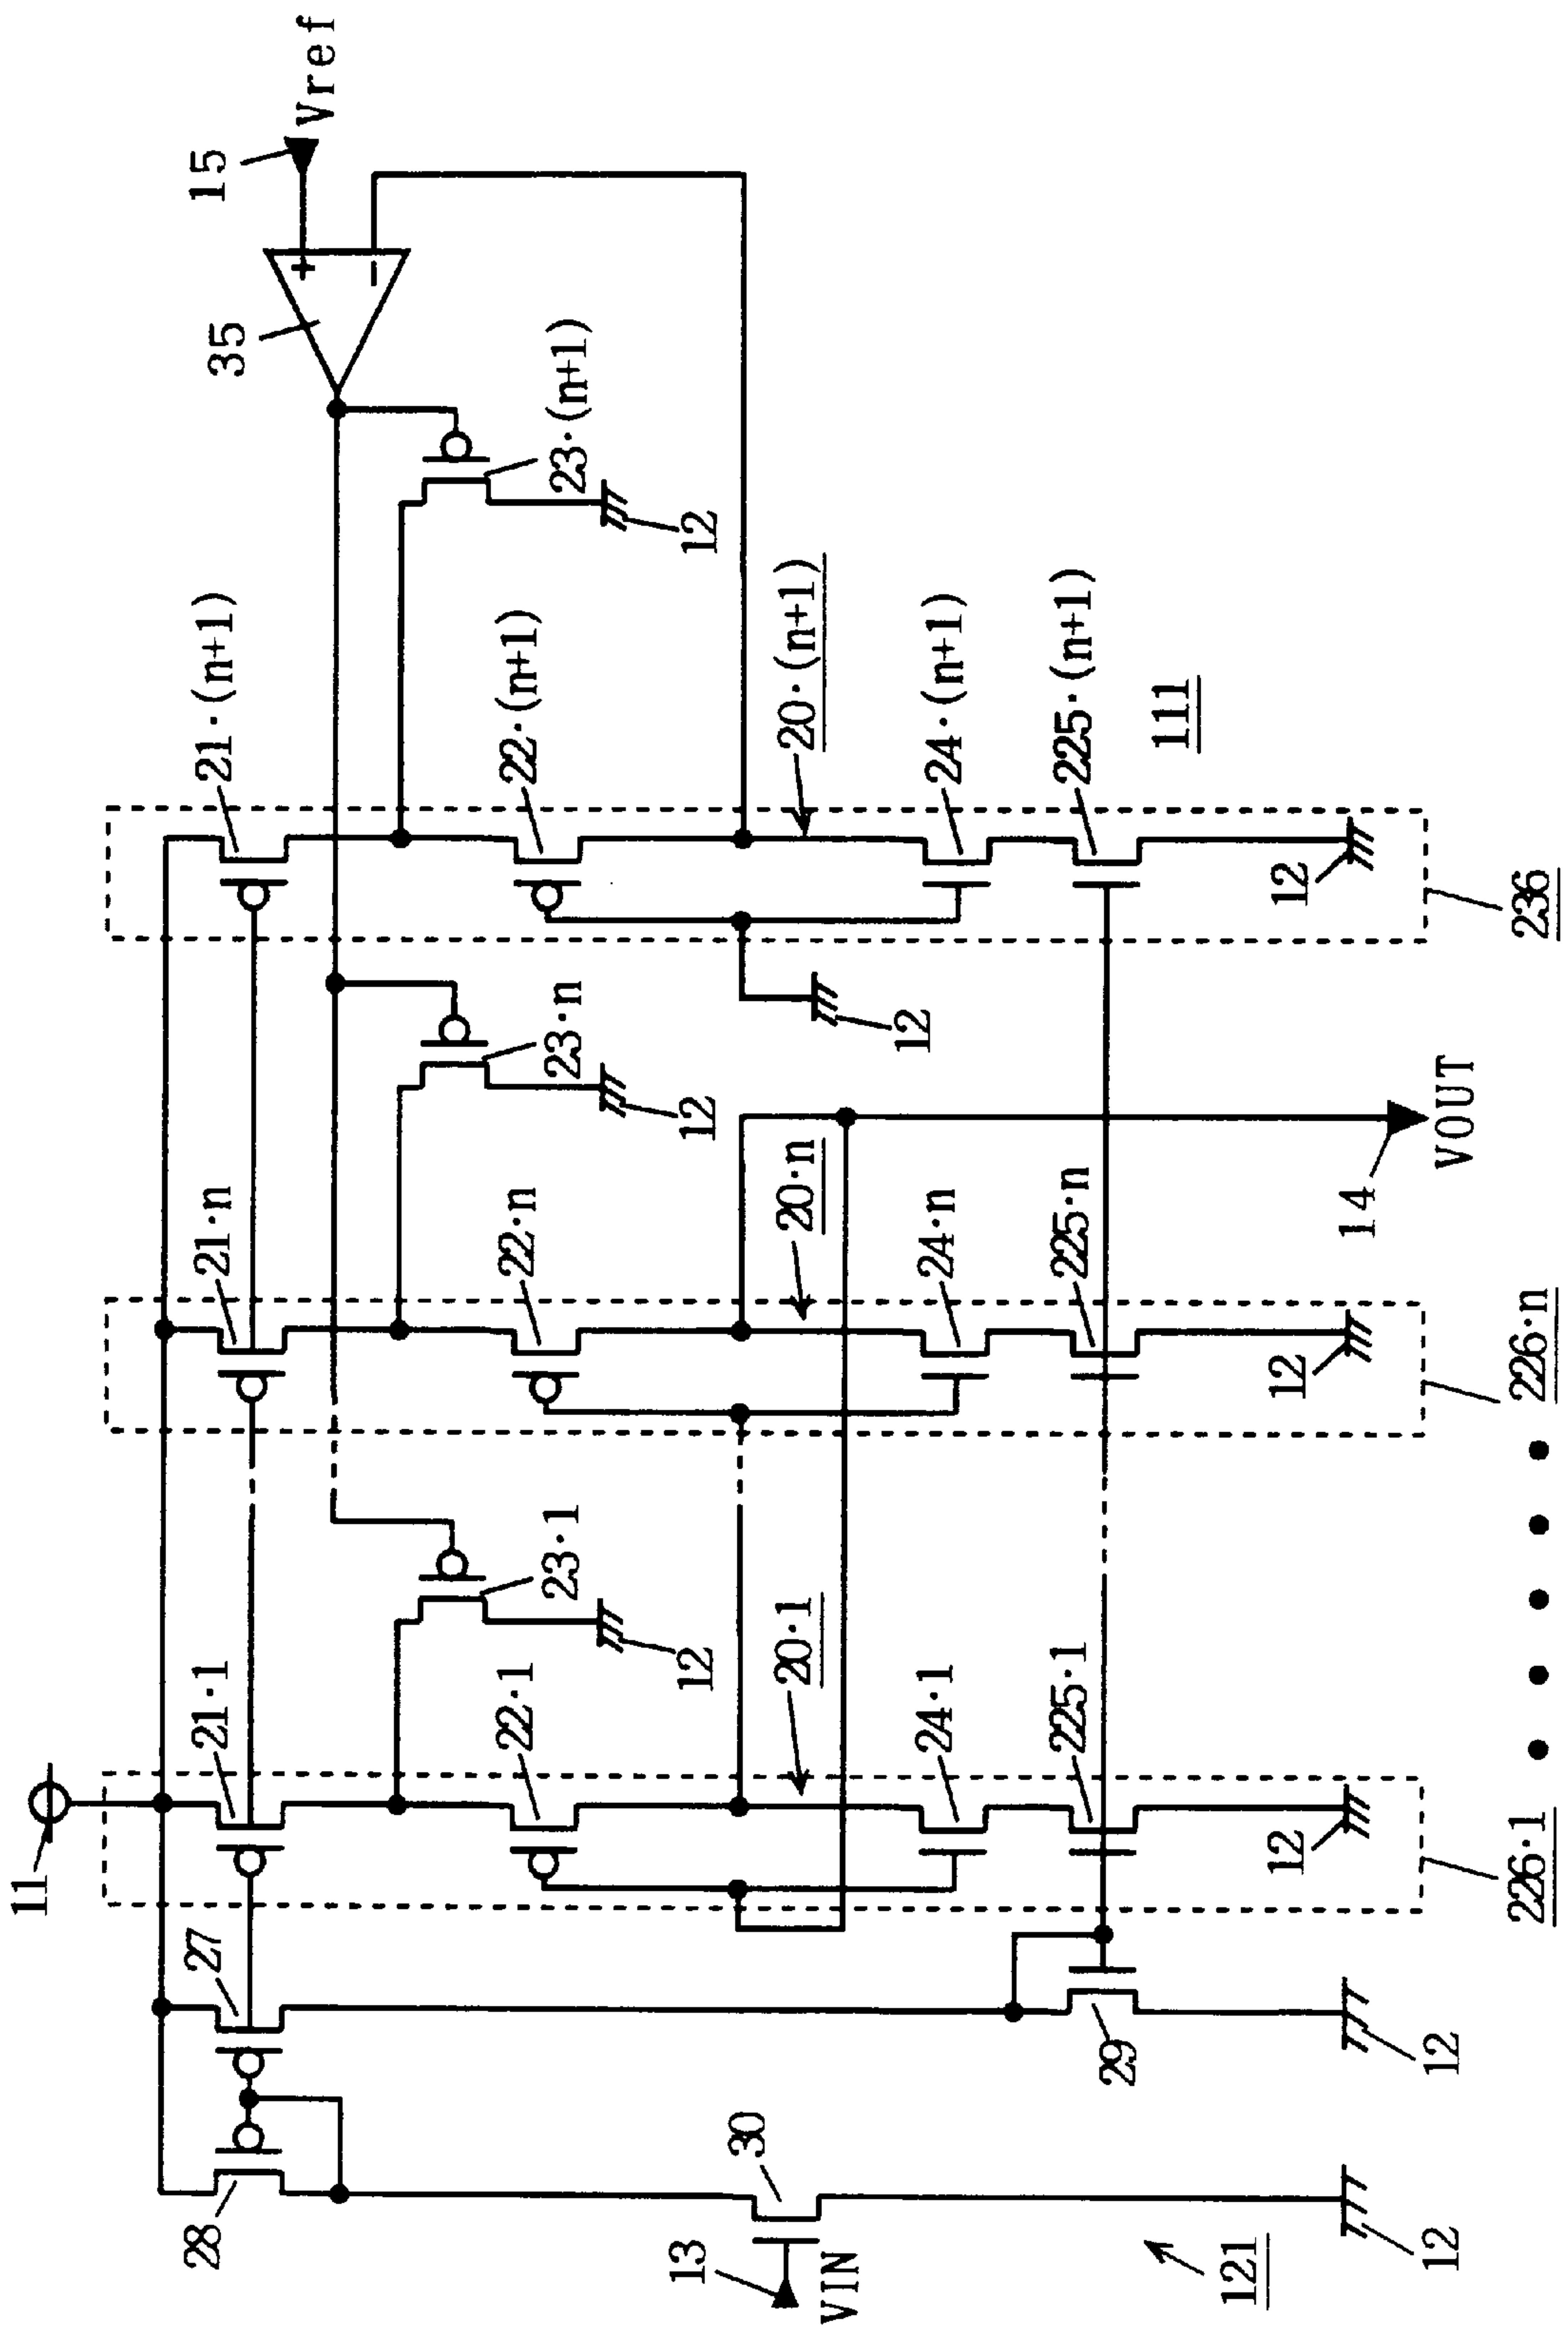 11
28
27
21·1
21·n
21·(n+1)
35
15
Vref
23·1
23·n
23·(n+1)
12
12
12
22·1
22·n
22·(n+1)
13
VIN
30
20·1
20·n
20·(n+1)
12
24·1
24·n
24·(n+1)
29
225·1
225·n
225·(n+1)
111
121
12
12
12
12
12
14
VOUT
226·1
226·n
236